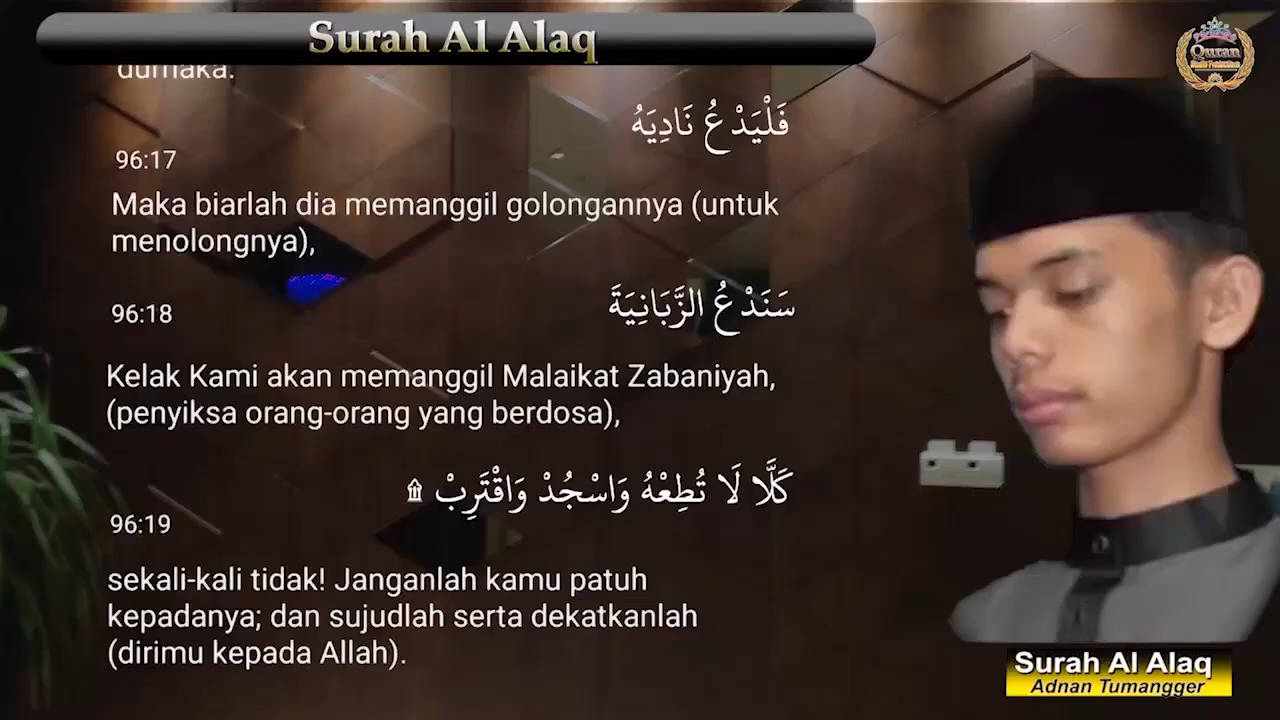 Surah Al Alaq
Quran
durhaka.
فَلْيَدْعُ نَادِيَهُ
96:17
Maka biarlah dia memanggil golongannya (untuk
menolongnya),
سَنَدْعُ الزَّبَانِيَةَ
96:18
Kelak Kami akan memanggil Malaikat Zabaniyah,
(penyiksa orang-orang yang berdosa),
كَلَّا لَا تُطِعْهُ وَاسْجُدْ وَاقْتَرِبْ ۩
96:19
sekali-kali tidak! Janganlah kamu patuh
kepadanya; dan sujudlah serta dekatkanlah
(dirimu kepada Allah).
Surah Al Alaq
Adnan Tumangger